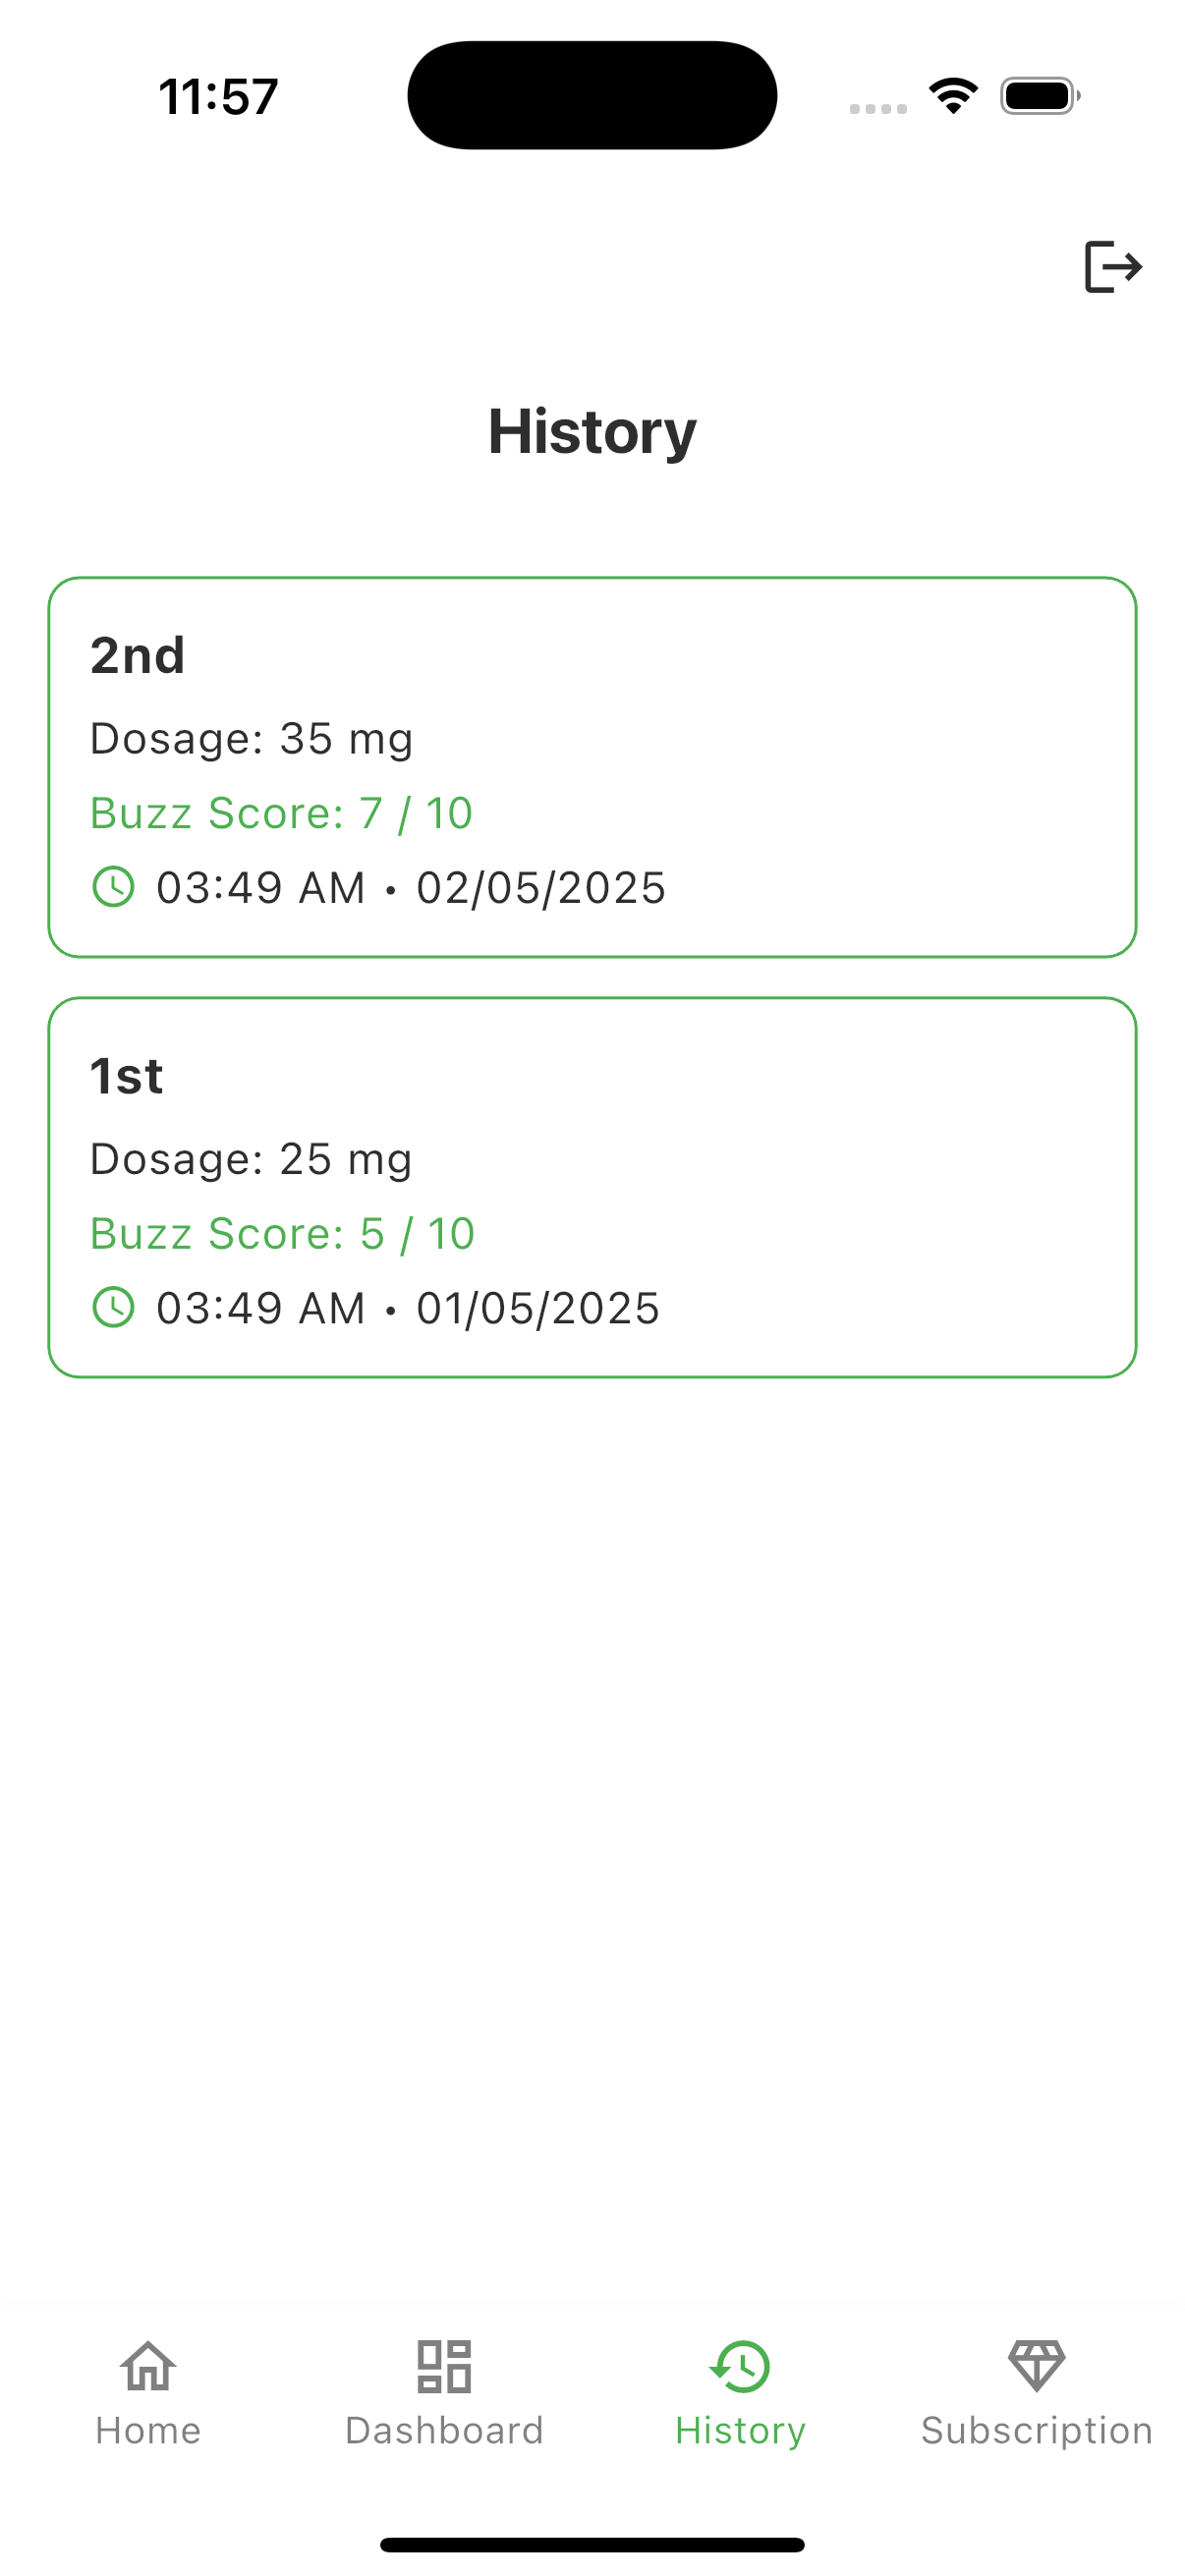 11:57
History
2nd
Dosage: 35 mg
Buzz Score: 7 / 10
03:49 AM • 02/05/2025
1st
Dosage: 25 mg
Buzz Score: 5 / 10
03:49 AM • 01/05/2025
Home Dashboard History Subscription